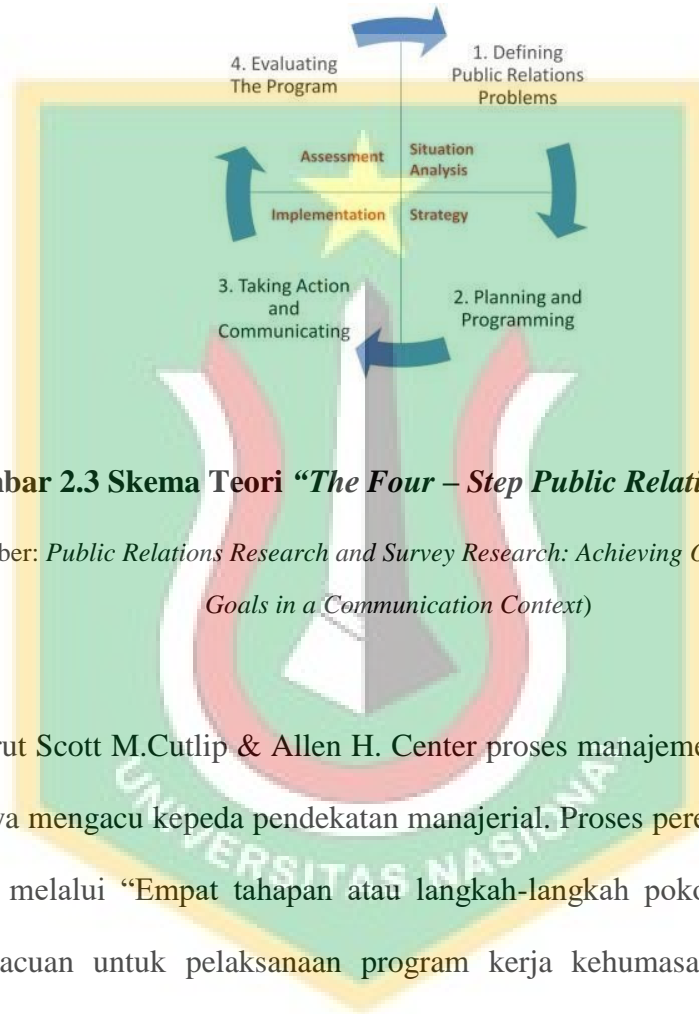 4. Evaluating
The Program
1. Defining
Public Relations
Problems
Assessment
Situation
Analysis
Implementation
Strategy
3. Taking Action
and
Communicating
2. Planning and
Programming
bar 2.3 Skema Teori “The Four – Step Public Relati
ber: Public Relations Research and Survey Research: Achieving
Goals in a Communication Context)
rut Scott M.Cutlip & Allen H. Center proses manajeme
ya mengacu kepeda pendekatan manajerial. Proses pere
melalui “Empat tahapan atau langkah-langkah poko
acuan untuk pelaksanaan program kerja kehumasa
UNIVERSITAS NASIONAL